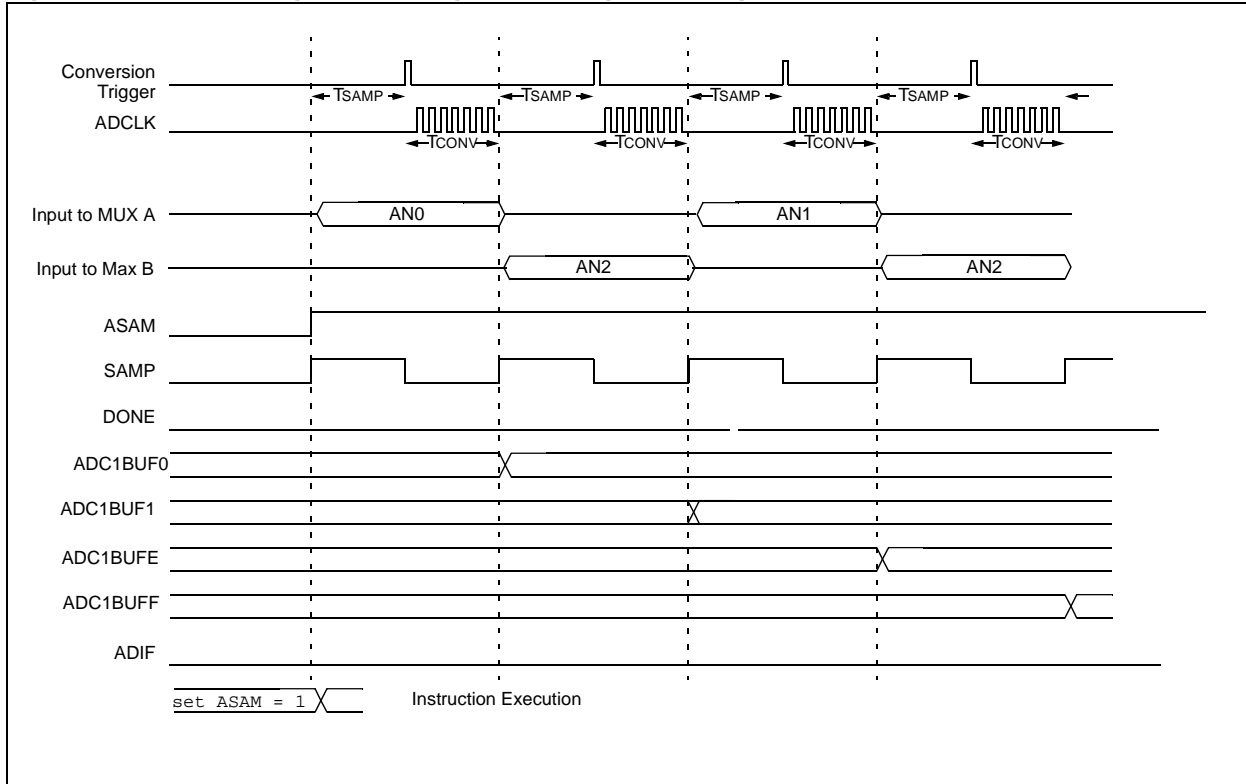 Conversion
Trigger
TSAMP TSAMP TSAMP TSAMP
ADCLK
TCONV TCONV TCONV TCONV
Input to MUX A AN0 AN1
Input to Max B AN2 AN2
ASAM
SAMP
DONE
ADC1BUF0
ADC1BUF1
ADC1BUFE
ADC1BUFF
ADIF
set ASAM = 1 Instruction Execution